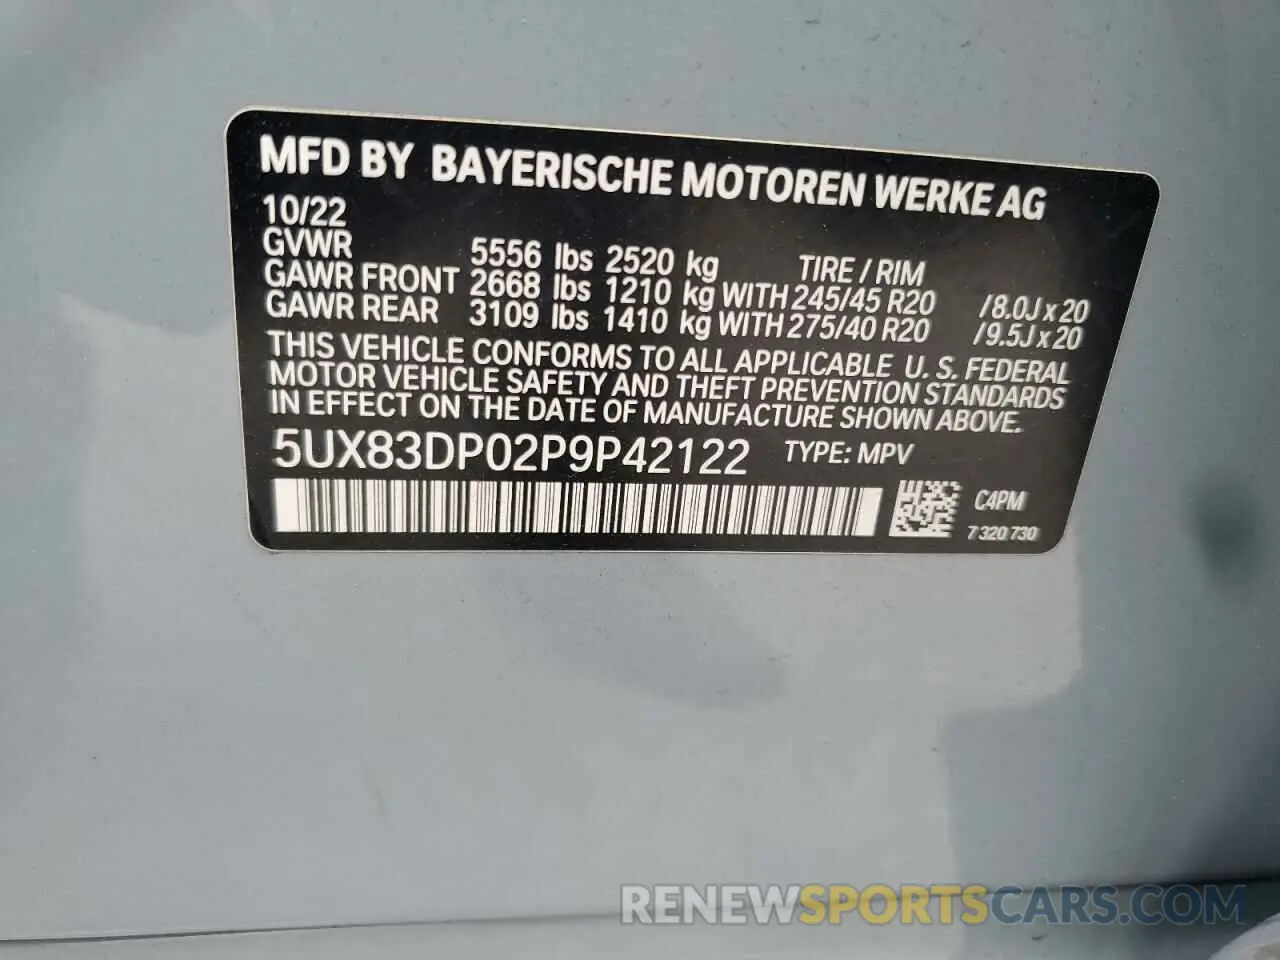 MFD BY BAYERISCHE MOTOREN WERKE AG
10/22
GVWR 5556 lbs 2520 kg TIRE / RIM
GAWR FRONT 2668 lbs 1210 kg WITH 245/45 R20 /8.0J x 20
GAWR REAR 3109 lbs 1410 kg WITH 275/40 R20 /9.5J x 20
THIS VEHICLE CONFORMS TO ALL APPLICABLE U. S. FEDERAL
MOTOR VEHICLE SAFETY AND THEFT PREVENTION STANDARDS
IN EFFECT ON THE DATE OF MANUFACTURE SHOWN ABOVE.
5UX83DP02P9P42122 TYPE: MPV
C4PM
7 320 730
RENEWSPORTSCARS.COM